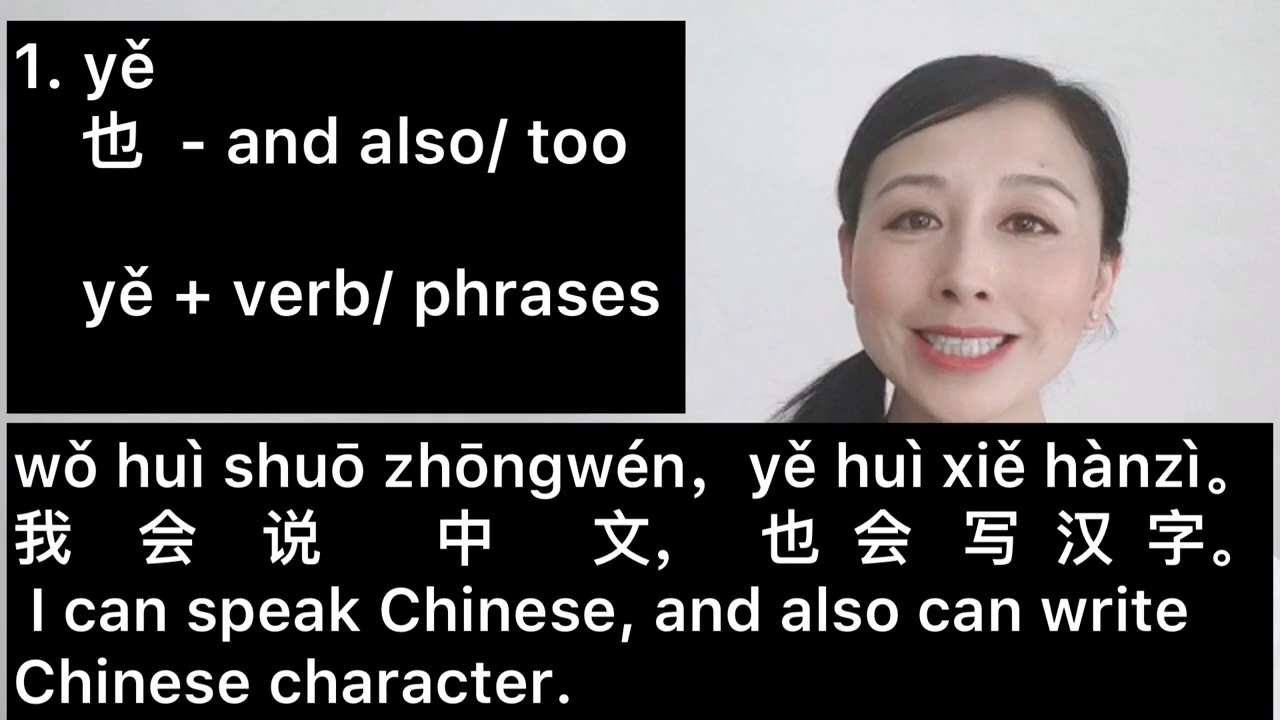 1. yě
也 - and also/ too
yě + verb/ phrases
wǒ huì shuō zhōngwén，yě huì xiě hànzì。
我 会 说 中 文， 也 会 写 汉 字。
I can speak Chinese, and also can write
Chinese character.